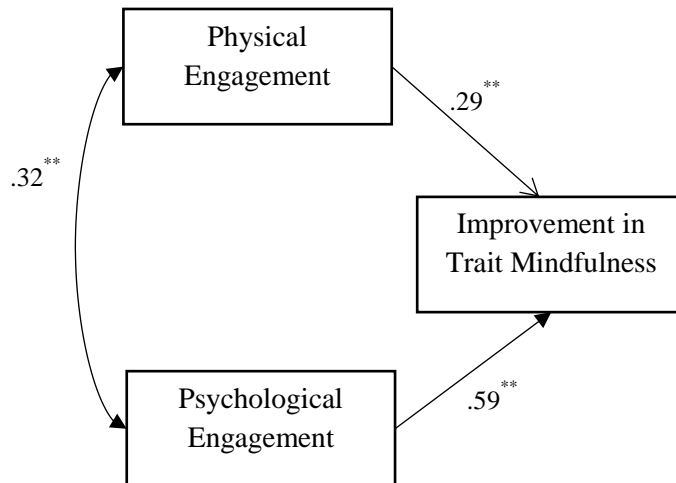 Physical
Engagement
.29**
.32**
Improvement in
Trait Mindfulness
Psychological
Engagement
.59**